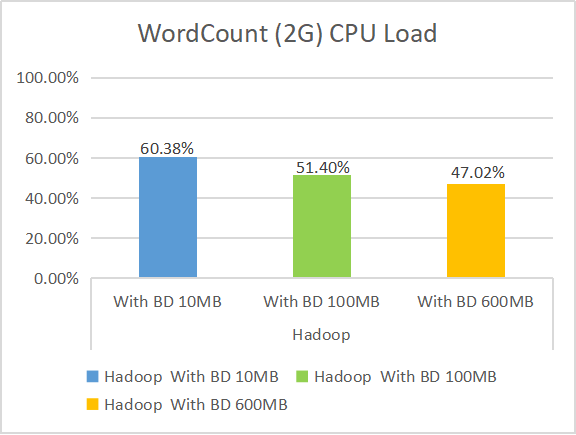 WordCount (2G) CPU Load
100.00%
80.00%
60.00%
40.00%
20.00%
0.00%
60.38%
51.40%
47.02%
With BD 10MB
With BD 100MB
With BD 600MB
Hadoop
Hadoop  With BD 10MB
Hadoop  With BD 100MB
Hadoop  With BD 600MB